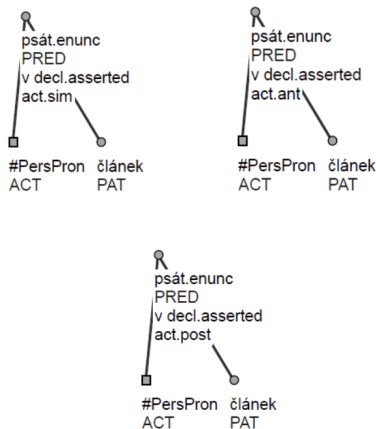 psát.enunc
PRED
v decl.asserted
act.sim
#PersPron článek
ACT PAT
psát.enunc
PRED
v decl.asserted
act.ant
#PersPron článek
ACT PAT
psát.enunc
PRED
v decl.asserted
act.post
#PersPron článek
ACT PAT